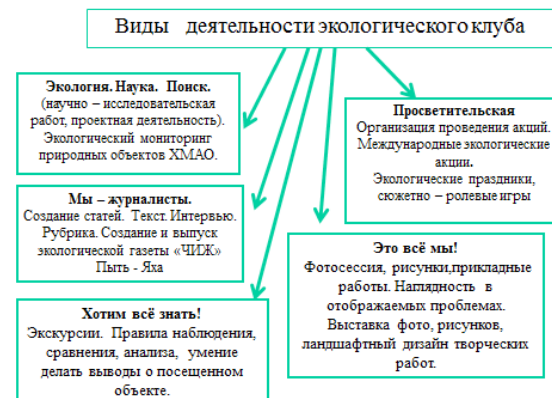 Виды деятельности экологического клуба
Экология. Наука. Поиск.
(научно – исследовательская
работ, проектная деятельность).
Экологический мониторинг
природных объектов ХМАО.
Мы – журналисты.
Создание статей. Текст. Интервью.
Рубрика. Создание и выпуск
экологической газеты «ЧИЖ»
Пыть - Яха
Хотим всё знать!
Экскурсии. Правила наблюдения,
сравнения, анализа, умение
делать выводы о посещенном
объекте.
Просветительская
Организация проведения акций.
Международные экологические
акции.
Экологические праздники,
сюжетно – ролевые игры
Это всё мы!
Фотосессия, рисунки,прикладные
работы. Наглядность в
отображаемых проблемах.
Выставка фото, рисунков,
ландшафтный дизайн творческих
работ.